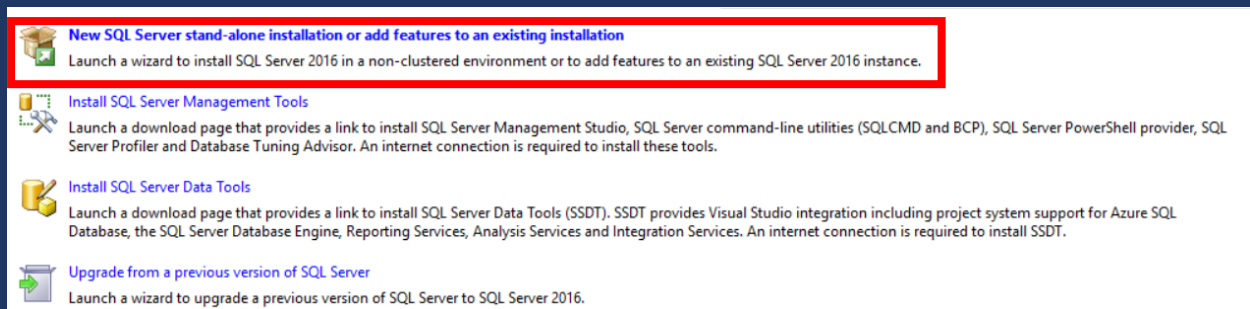 New SQL Server stand-alone installation or add features to an existing installation
Launch a wizard to install SQL Server 2016 in a non-clustered environment or to add features to an existing SQL Server 2016 instance.
Install SQL Server Management Tools
Launch a download page that provides a link to install SQL Server Management Studio, SQL Server command-line utilities (SQLCMD and BCP), SQL Server PowerShell provider, SQL
Server Profiler and Database Tuning Advisor. An internet connection is required to install these tools.
Install SQL Server Data Tools
Launch a download page that provides a link to install SQL Server Data Tools (SSDT). SSDT provides Visual Studio integration including project system support for Azure SQL
Database, the SQL Server Database Engine, Reporting Services, Analysis Services and Integration Services. An internet connection is required to install SSDT.
Upgrade from a previous version of SQL Server
Launch a wizard to upgrade a previous version of SQL Server to SQL Server 2016.